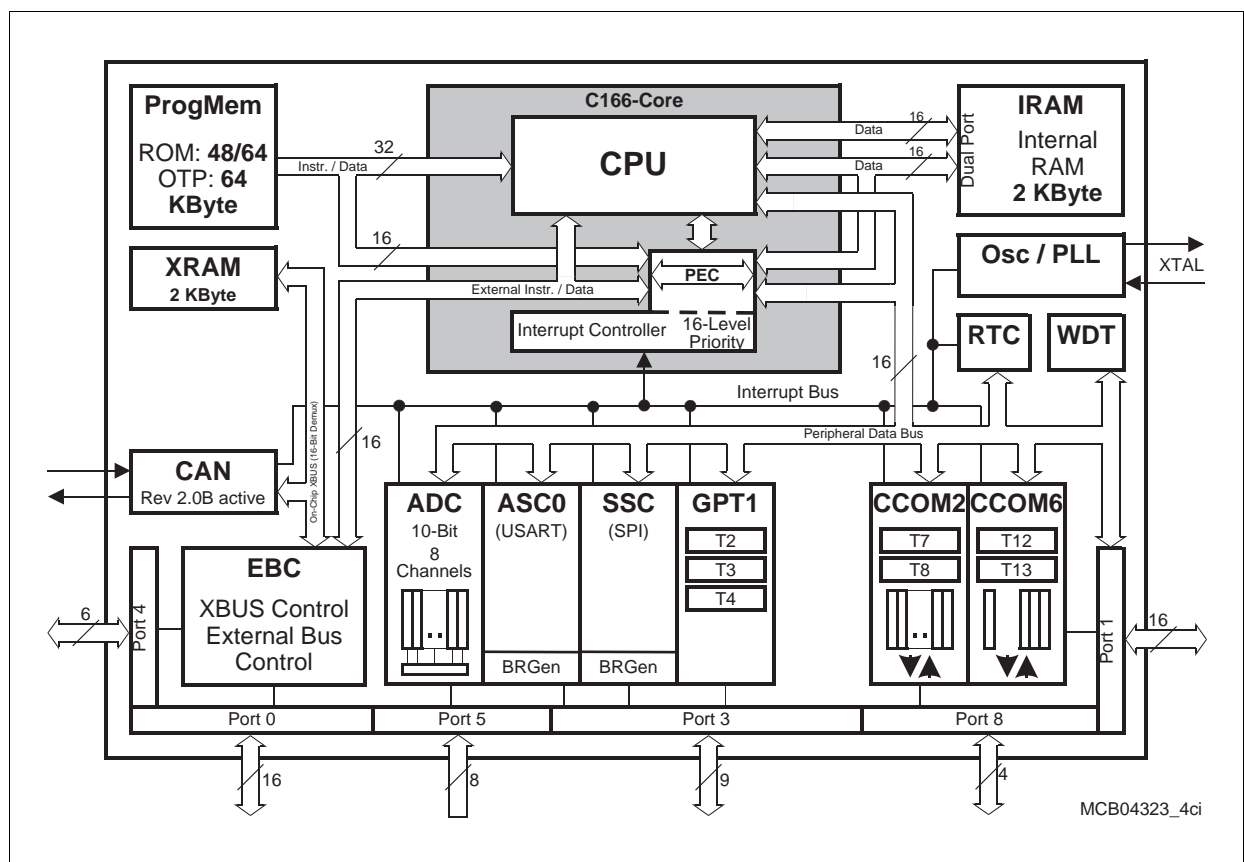 C166-Core
ProgMem
ROM: 48/64
OTP: 64
KByte
32
Instr. / Data
CPU
16
Data
16
Data
Dual Port
IRAM
Internal
RAM
2 KByte
XRAM
2 KByte
16
External Instr. / Data
PEC
Interrupt Controller
16-Level
Priority
Osc / PLL
XTAL
RTC
WDT
16
Interrupt Bus
Peripheral Data Bus
On-Chip XBUS (16-Bit Demux)
16
CAN
Rev 2.0B active
EBC
XBUS Control
External Bus
Control
ADC
10-Bit
8
Channels
ASC0
(USART)
BRGen
SSC
(SPI)
BRGen
GPT1
T2
T3
T4
CCOM2
T7
T8
CCOM6
T12
T13
6
Port 4
Port 1
16
Port 0
Port 5
Port 3
Port 8
16
8
9
4
MCB04323_4ci